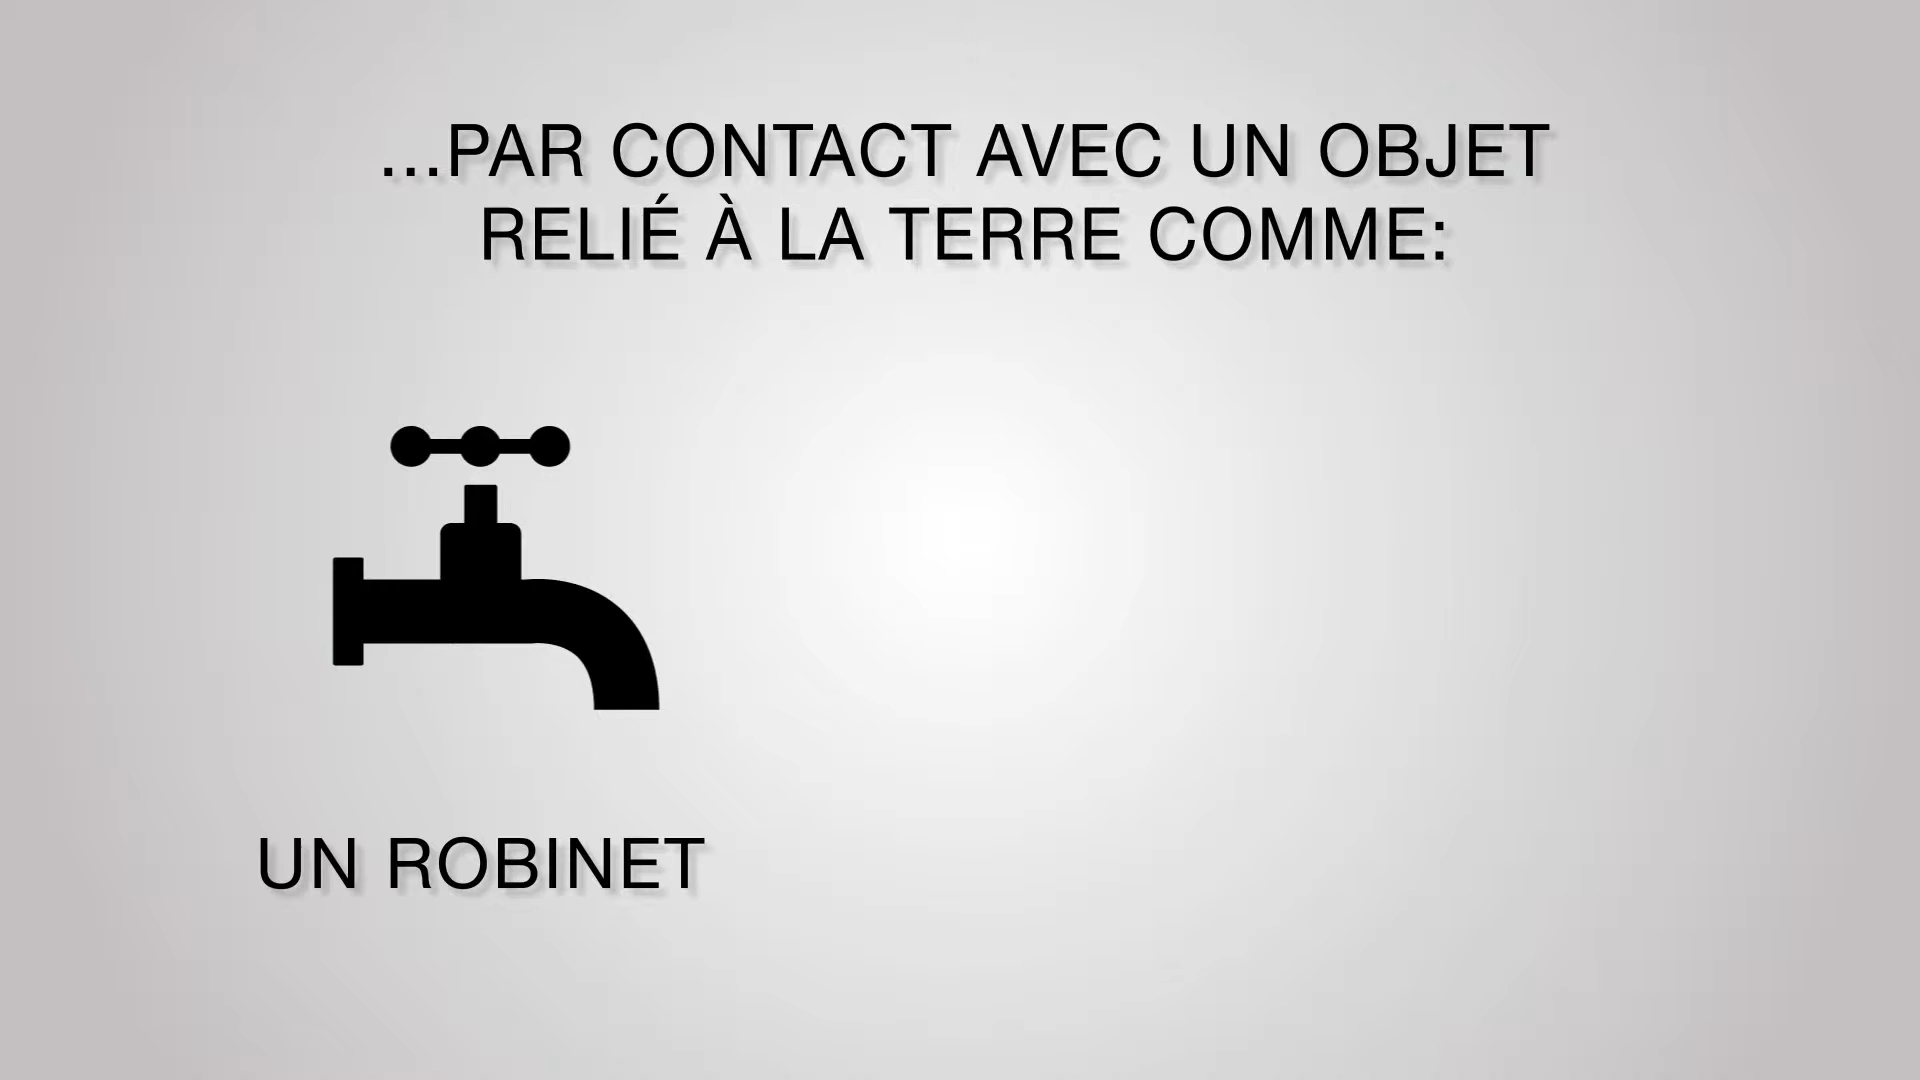 ...PAR CONTACT AVEC UN OBJET
RELIÉ À LA TERRE COMME:
UN ROBINET